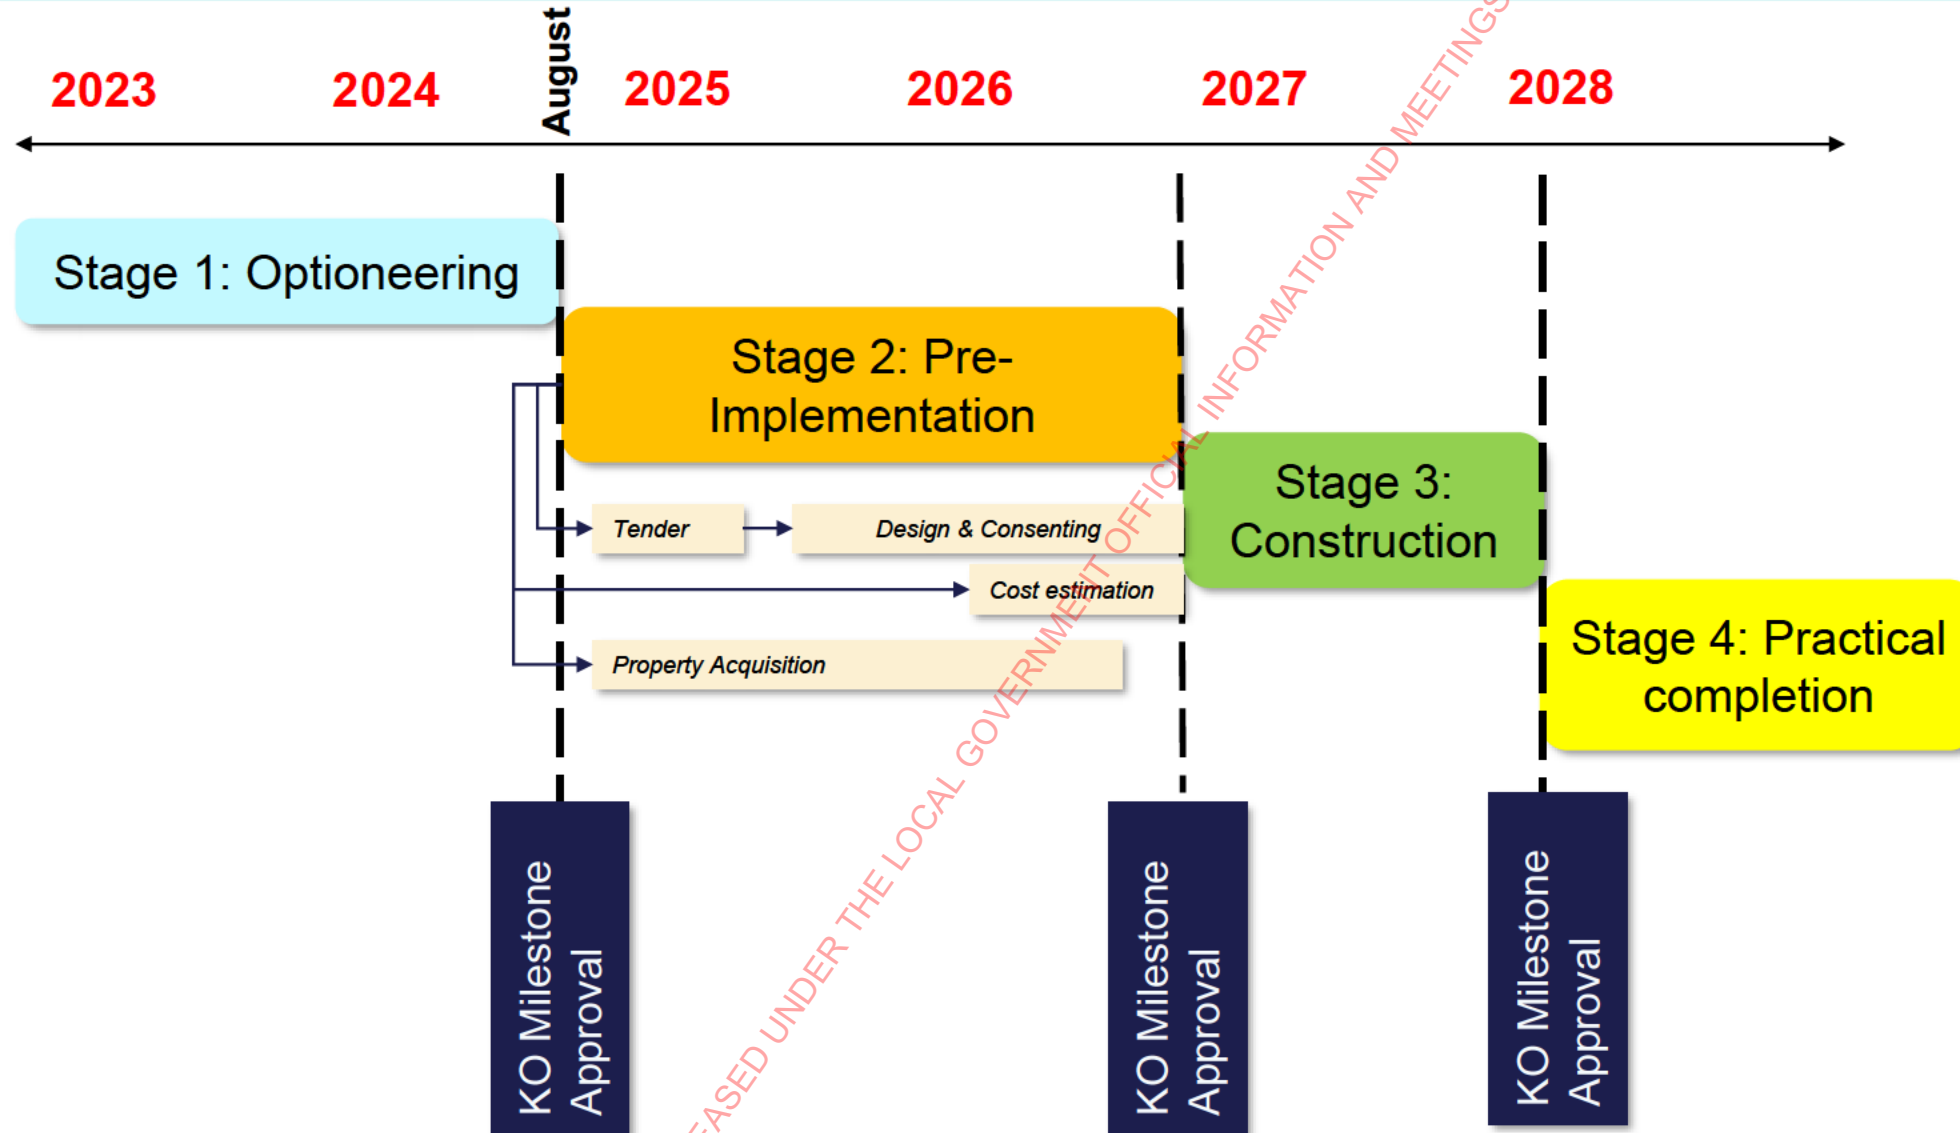 2023
2024
August
2025
2026
2027
2028
Stage 1: Optioneering
Stage 2: Pre-
Implementation
Stage 3:
Construction
Tender
Design & Consenting
Cost estimation
Property Acquisition
Stage 4: Practical
completion
KO Milestone
Approval
KO Milestone
Approval
KO Milestone
Approval
EASED UNDER THE LOCAL GOVERNMENT OFFICIAL INFORMATION AND MEETINGS